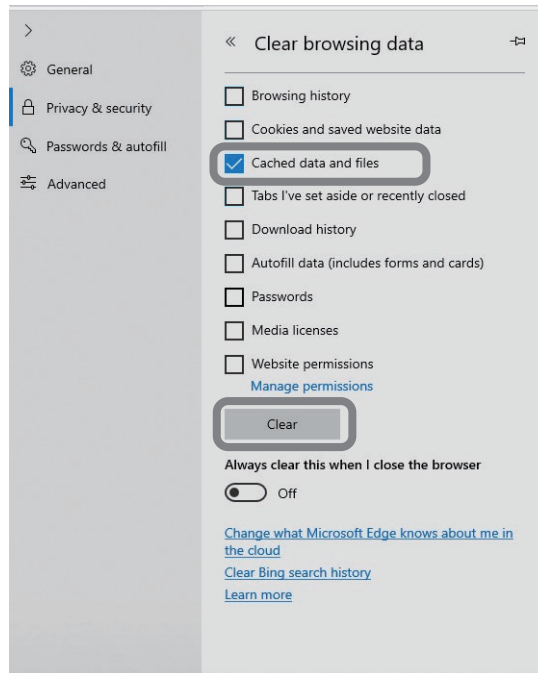 General
Privacy & security
Passwords & autofill
Advanced
Clear browsing data
Browsing history
Cookies and saved website data
Cached data and files
Tabs I've set aside or recently closed
Download history
Autofill data (includes forms and cards)
Passwords
Media licenses
Website permissions
Manage permissions
Clear
Always clear this when I close the browser
Off
Change what Microsoft Edge knows about me in
the cloud
Clear Bing search history
Learn more